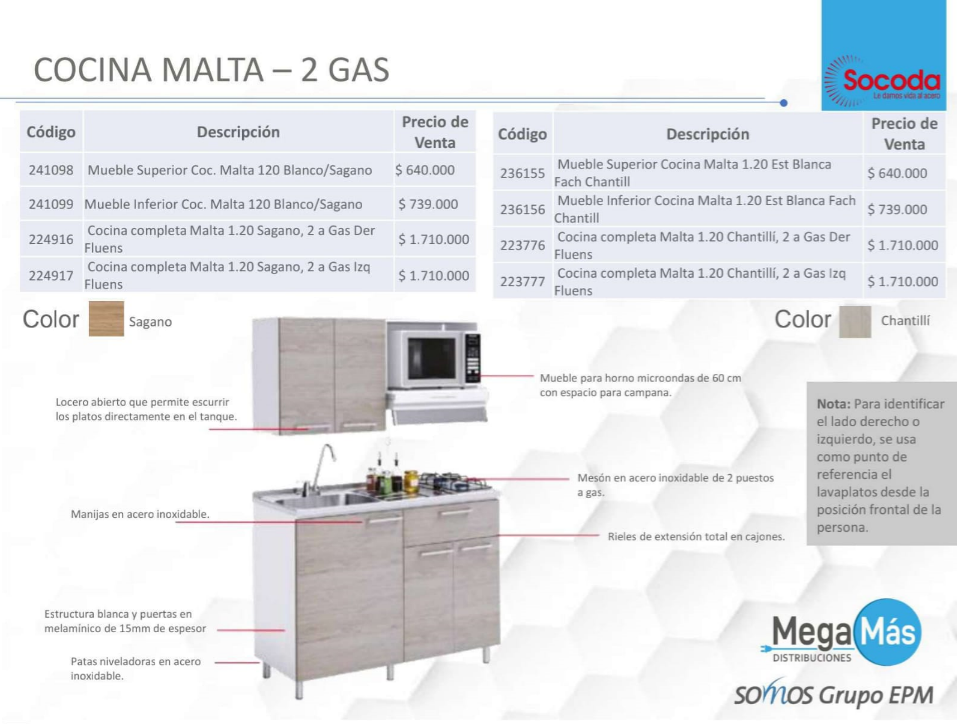 COCINA MALTA – 2 GAS
Socoda
Le damos vida al acero
Código Descripción Precio de
Venta
241098 Mueble Superior Coc. Malta 120 Blanco/Sagano $ 640.000
241099 Mueble Inferior Coc. Malta 120 Blanco/Sagano $ 739.000
224916 Cocina completa Malta 1.20 Sagano, 2 a Gas Der
Fluens $ 1.710.000
224917 Cocina completa Malta 1.20 Sagano, 2 a Gas Izq
Fluens $ 1.710.000
Código Descripción Precio de
Venta
236155 Mueble Superior Cocina Malta 1.20 Est Blanca
Fach Chantill $ 640.000
236156 Mueble Inferior Cocina Malta 1.20 Est Blanca Fach
Chantill $ 739.000
223776 Cocina completa Malta 1.20 Chantillí, 2 a Gas Der
Fluens $ 1.710.000
223777 Cocina completa Malta 1.20 Chantillí, 2 a Gas Izq
Fluens $ 1.710.000
Color Sagano
Color Chantillí
Locero abierto que permite escurrir
los platos directamente en el tanque.
Mueble para horno microondas de 60 cm
con espacio para campana.
Nota: Para identificar
el lado derecho o
izquierdo, se usa
como punto de
referencia el
lavaplatos desde la
posición frontal de la
persona.
Mesón en acero inoxidable de 2 puestos
a gas.
Manijas en acero inoxidable.
Rieles de extensión total en cajones.
Estructura blanca y puertas en
melamínico de 15mm de espesor
Patas niveladoras en acero
inoxidable.
MegaMás
DISTRIBUCIONES
SOMOS Grupo EPM